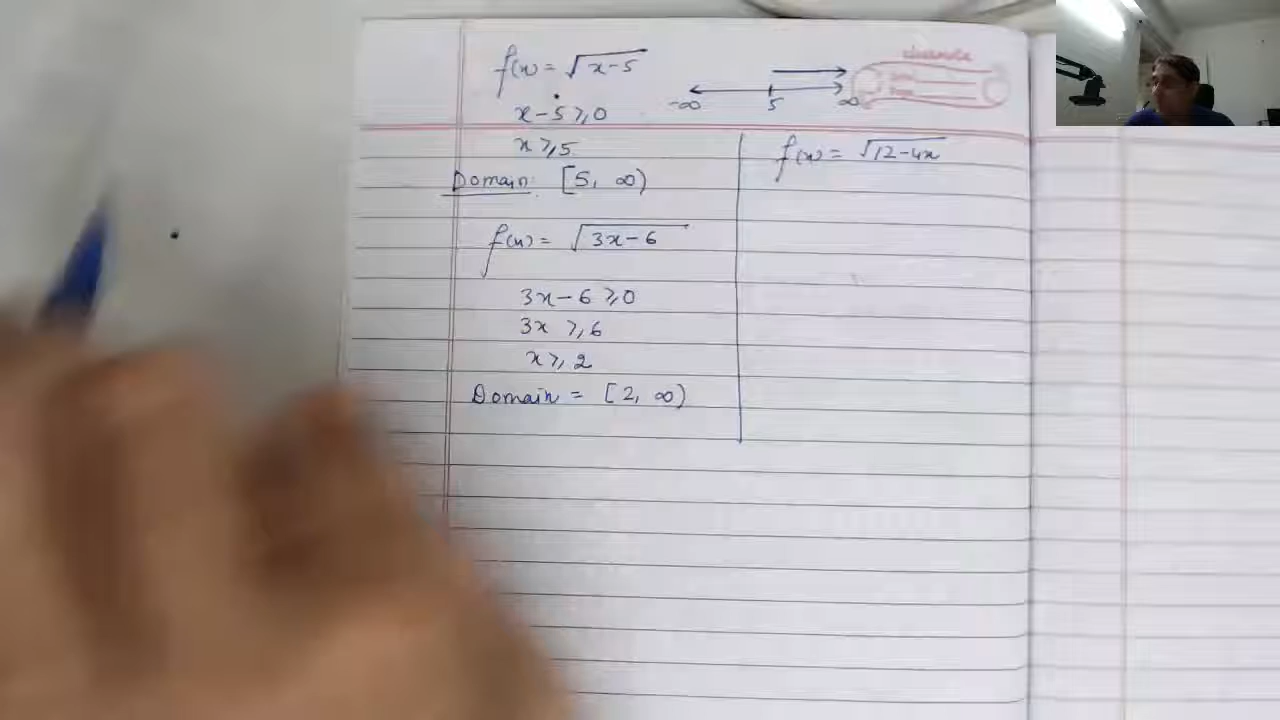 f(x) = √x-5
x-5 ⩾ 0
x ⩾ 5
Domain: [5, ∞)
-∞ 5 ∞
f(x) = √3x-6
3x-6 ⩾ 0
3x ⩾ 6
x ⩾ 2
Domain = [2, ∞)
f(x) = √12-4x